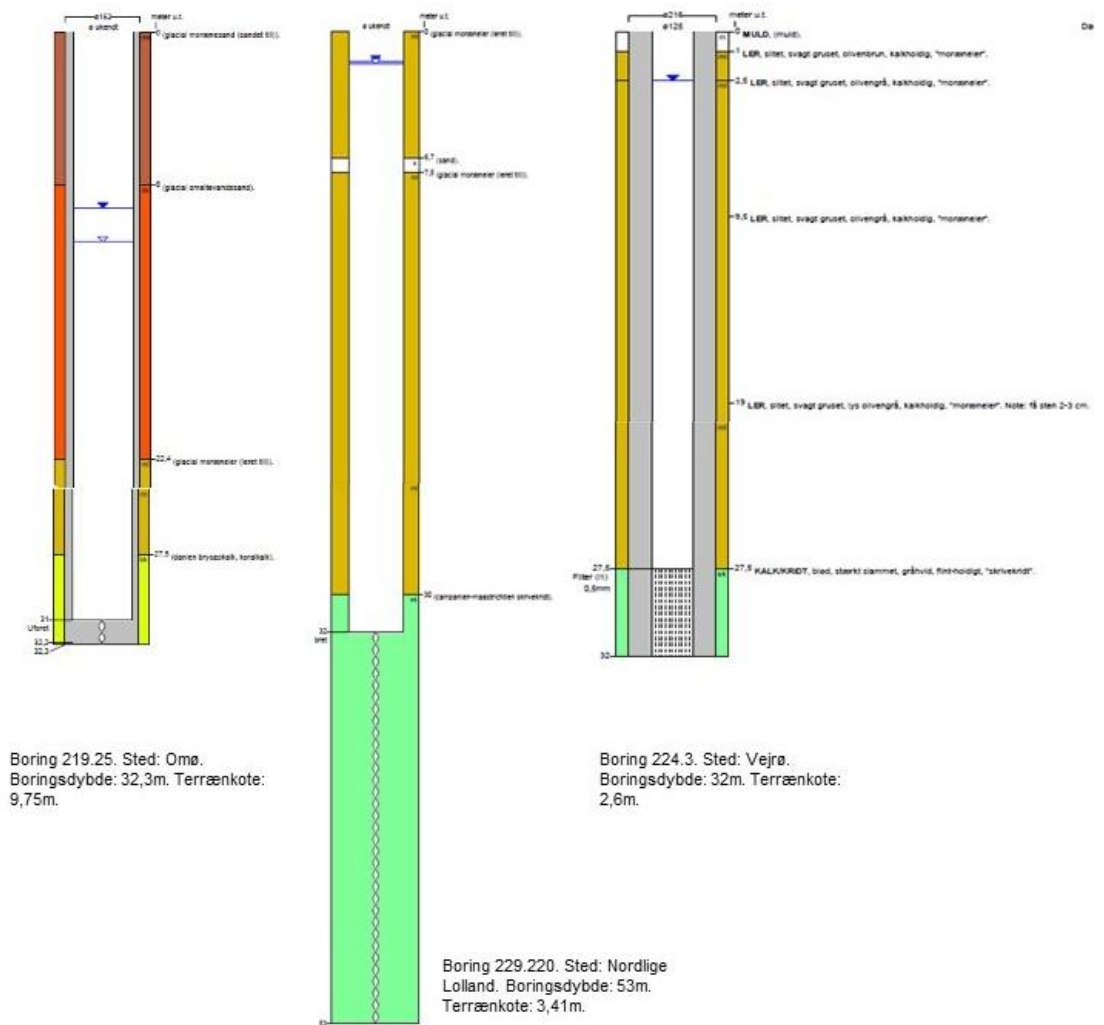 ø152
ø ukendt
meter u.t.
0 (glacial morænesand (sandet till)).
8 (glacial smeltevandssand).
22,4 (glacial moræneler (leret till)).
27,5 (danien bryozokalk, koralkalk).
31
Uforet
32,3
32,3
Boring 219.25. Sted: Omø.
Boringsdybde: 32,3m. Terrænkote:
9,75m.
ø ukendt
meter u.t.
0 (glacial moræneler (leret till)).
6,7 (sand).
(glacial moræneler (leret till)).
30 (campanien-maastrichtien skrivekridt).
bret
53
Boring 229.220. Sted: Nordlige
Lolland. Boringsdybde: 53m.
Terrænkote: 3,41m.
ø216
ø125
meter u.t.
0 MULD, (muld).
1 LER, siltet, svagt gruset, olivenbrun, kalkholdig, "moræneler".
2,5 LER, siltet, svagt gruset, olivengrå, kalkholdig, "moræneler".
9,5 LER, siltet, svagt gruset, olivengrå, kalkholdig, "moræneler".
19 LER, siltet, svagt gruset, lys olivengrå, kalkholdig, "moræneler". Note: få sten 2-3 cm.
27,5
27,5 KALK/KRIDT, blød, stærkt slammet, gråhvid, flint-holdigt, "skrivekridt".
Filter (m)
0,5mm
32
Boring 224.3. Sted: Vejrø.
Boringsdybde: 32m. Terrænkote:
2,6m.
Da